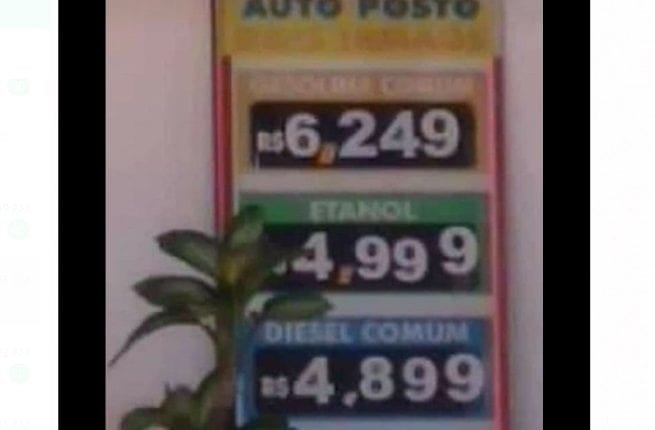 AUTO POSTO
GASOLINA COMUM
R$6,249
ETANOL
$4,999
DIESEL COMUM
R$4,899